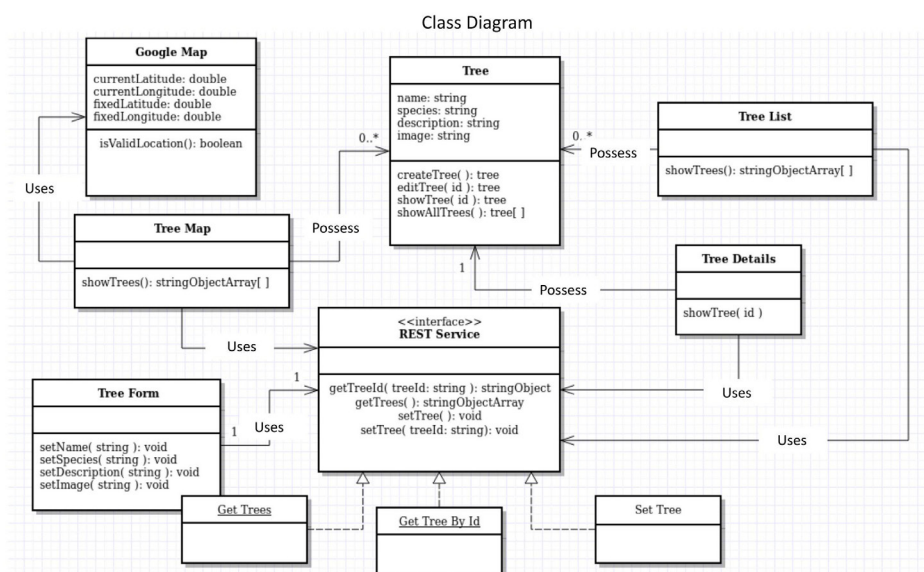 Class Diagram
Google Map
currentLatitude: double
currentLongitude: double
fixedLatitude: double
fixedLongitude: double
isValidLocation(): boolean
Tree
name: string
species: string
description: string
image: string
createTree( ): tree
editTree( id ): tree
showTree( id ): tree
showAllTrees( ): tree[ ]
Tree List
showTrees(): stringObjectArray[ ]
0..*
0. *
Possess
Uses
Possess
Tree Map
showTrees(): stringObjectArray[ ]
Tree Details
showTree( id )
1
Possess
Uses
<<interface>>
REST Service
getTreeId( treeId: string ): stringObject
getTrees( ): stringObjectArray
setTree( ): void
setTree( treeId: string): void
1
Tree Form
setName( string ): void
setSpecies( string ): void
setDescription( string ): void
setImage( string ): void
1
Uses
Uses
Uses
Get Trees
Get Tree By Id
Set Tree